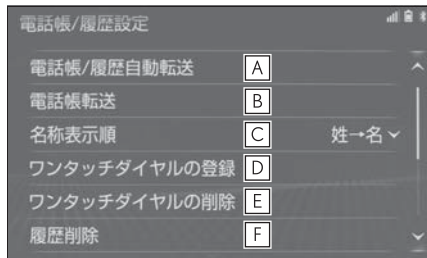 電話帳/履歴設定
電話帳/履歴自動転送 A
電話帳転送 B
名称表示順 C 姓→名
ワンタッチダイヤルの登録 D
ワンタッチダイヤルの削除 E
履歴削除 F